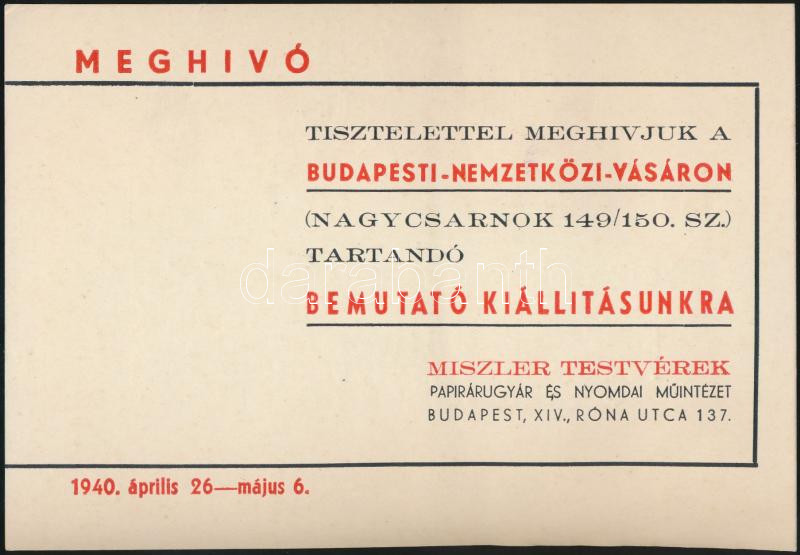 MEGHIVÓ
TISZTELETTEL MEGHIVJUK A
BUDAPESTI-NEMZETKÖZI-VÁSÁRON
(NAGYCSARNOK 149/150. SZ.)
TARTANDÓ
darabanth
BEMUTATÓ KIÁLLITÁSUNKRA
MISZLER TESTVÉREK
PAPIRÁRUGYÁR ÉS NYOMDAI MŰINTÉZET
BUDAPEST, XIV., RÓNA UTCA 137.
1940. április 26—május 6.